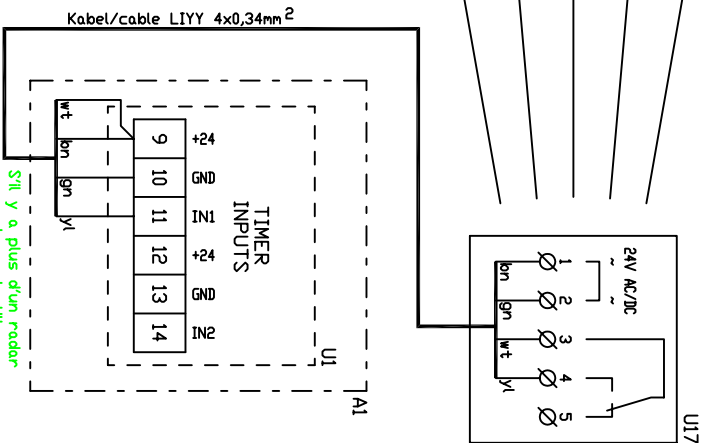 Kabel/cable LIYY 4x0,34mm²
wt
bn
gn
yl
9 +24
10 GND
11 IN1
12 +24
13 GND
14 IN2
TIMER
INPUTS
U1
A1
S'il y a plus d'un radar
24V AC/DC
~ ~
1
2
3
4
5
bn
gn
wt
yl
U17